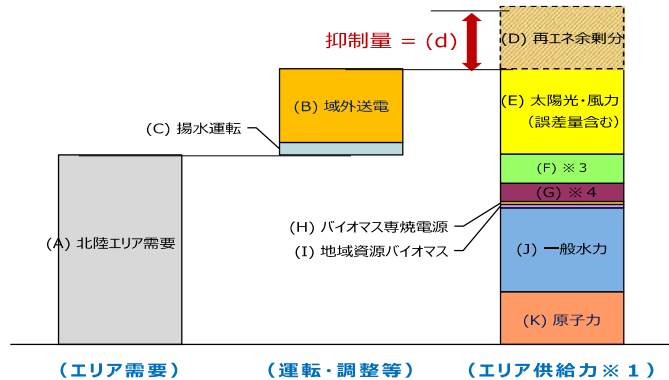 (D) 再エネ余剰分
抑制量 = (d)
(B) 域外送電
(E) 太陽光・風力
(誤差量含む)
(C) 揚水運転
(F) ※3
(G) ※4
(A) 北陸エリア需要
(H) バイオマス専焼電源
(I) 地域資源バイオマス
(J) 一般水力
(K) 原子力
(エリア需要)
(運転・調整等)
(エリア供給力※1)